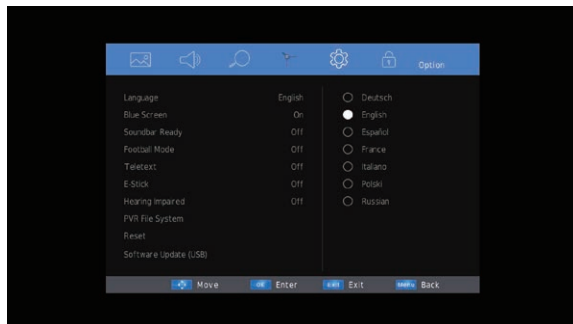 Option
Language English
Blue Screen On
Soundbar Ready Off
Football Mode Off
Teletext Off
E-Stick Off
Hearing Impaired Off
PVR File System
Reset
Software Update (USB)
Deutsch
English
Español
France
Italiano
Polski
Russian
Move OK Enter Exit Exit Menu Back